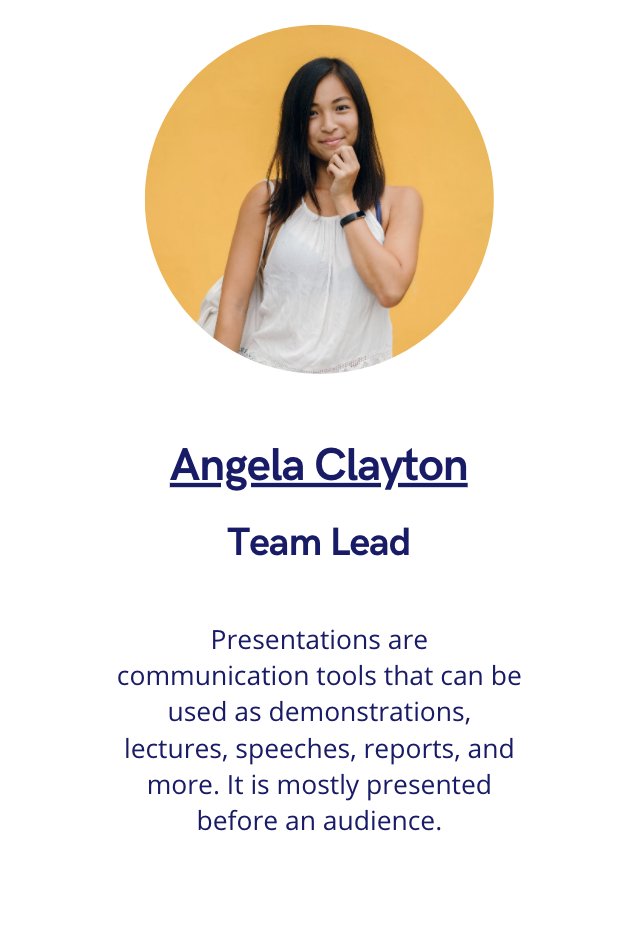 Angela Clayton
Team Lead
Presentations are
communication tools that can be
used as demonstrations,
lectures, speeches, reports, and
more. It is mostly presented
before an audience.